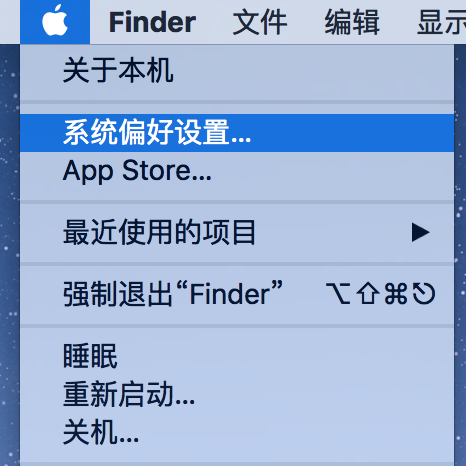 Finder 文件 编辑 显示
关于本机
系统偏好设置...
App Store...
最近使用的项目 ▶
强制退出“Finder” ⌥⇧⌘⎋
睡眠
重新启动...
关机...